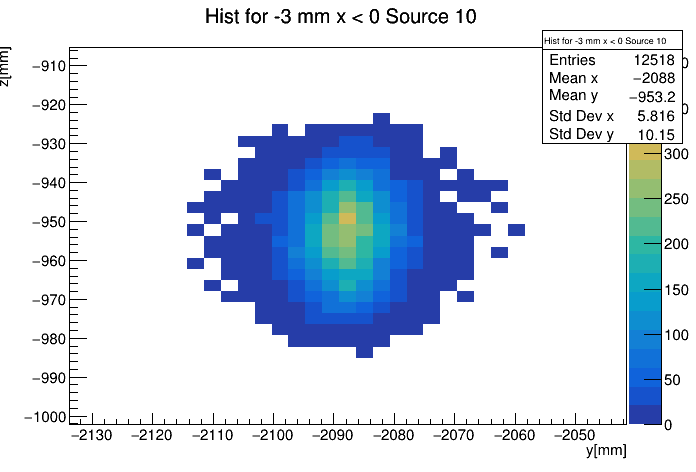 Hist for -3 mm x < 0 Source 10
Hist for -3 mm x < 0 Source 10
Entries 12518
Mean x −2088
Mean y −953.2
Std Dev x 5.816
Std Dev y 10.15
z[mm]
−910
−920
−930
−940
−950
−960
−970
−980
−990
−1000
−2130 −2120 −2110 −2100 −2090 −2080 −2070 −2060 −2050
y[mm]
300
250
200
150
100
50
0